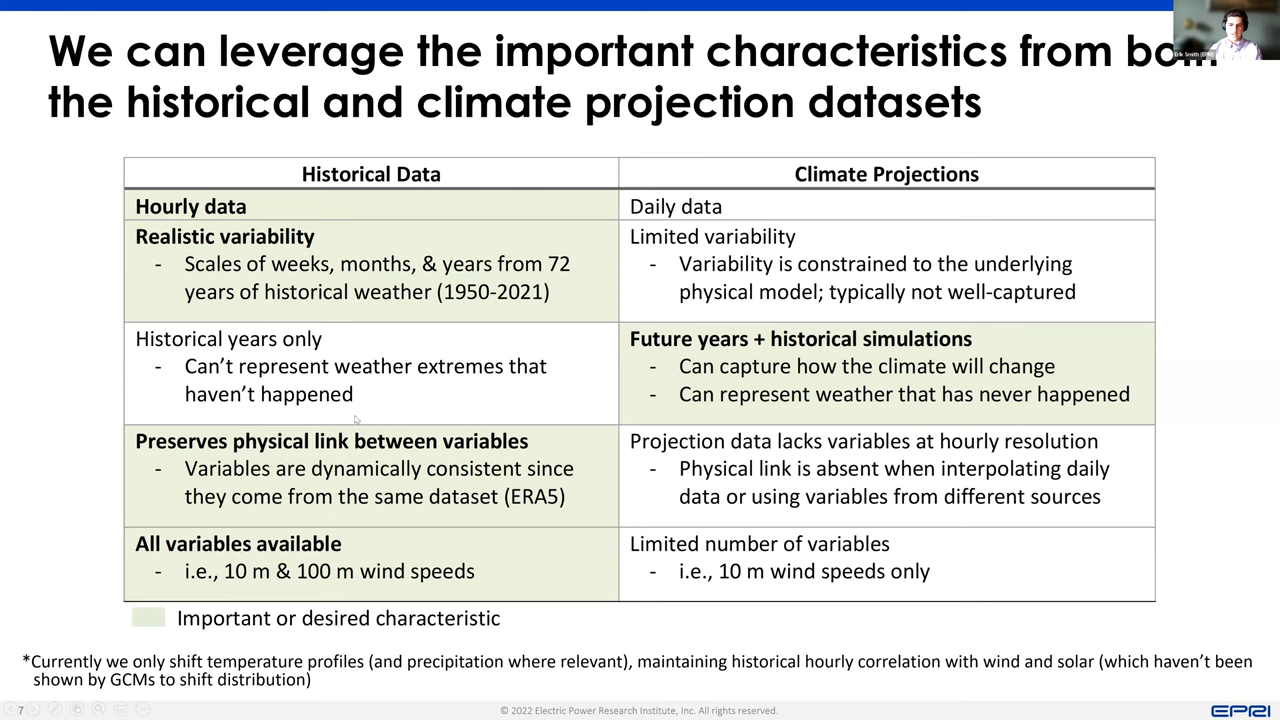 We can leverage the important characteristics from both
the historical and climate projection datasets
Erik Smith (EPRI)
Historical Data
Climate Projections
Hourly data
Daily data
Realistic variability
- Scales of weeks, months, & years from 72
years of historical weather (1950-2021)
Limited variability
- Variability is constrained to the underlying
physical model; typically not well-captured
Historical years only
- Can’t represent weather extremes that
haven’t happened
Future years + historical simulations
- Can capture how the climate will change
- Can represent weather that has never happened
Preserves physical link between variables
- Variables are dynamically consistent since
they come from the same dataset (ERA5)
Projection data lacks variables at hourly resolution
- Physical link is absent when interpolating daily
data or using variables from different sources
All variables available
- i.e., 10 m & 100 m wind speeds
Limited number of variables
- i.e., 10 m wind speeds only
Important or desired characteristic
*Currently we only shift temperature profiles (and precipitation where relevant), maintaining historical hourly correlation with wind and solar (which haven’t been
shown by GCMs to shift distribution)
7
© 2022 Electric Power Research Institute, Inc. All rights reserved.
EPRI